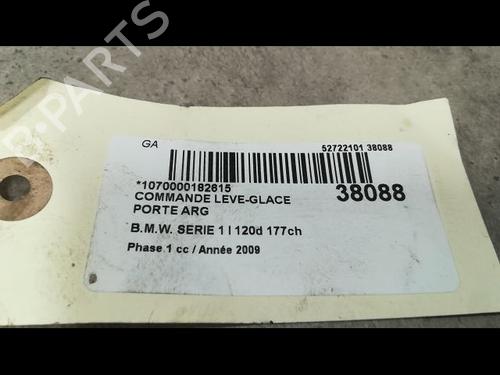 GA
52722101 38088
*1070000182615
COMMANDE LEVE-GLACE
38088
PORTE ARG
B.M.W. SERIE 1 I 120d 177ch
Phase 1 cc / Année 2009